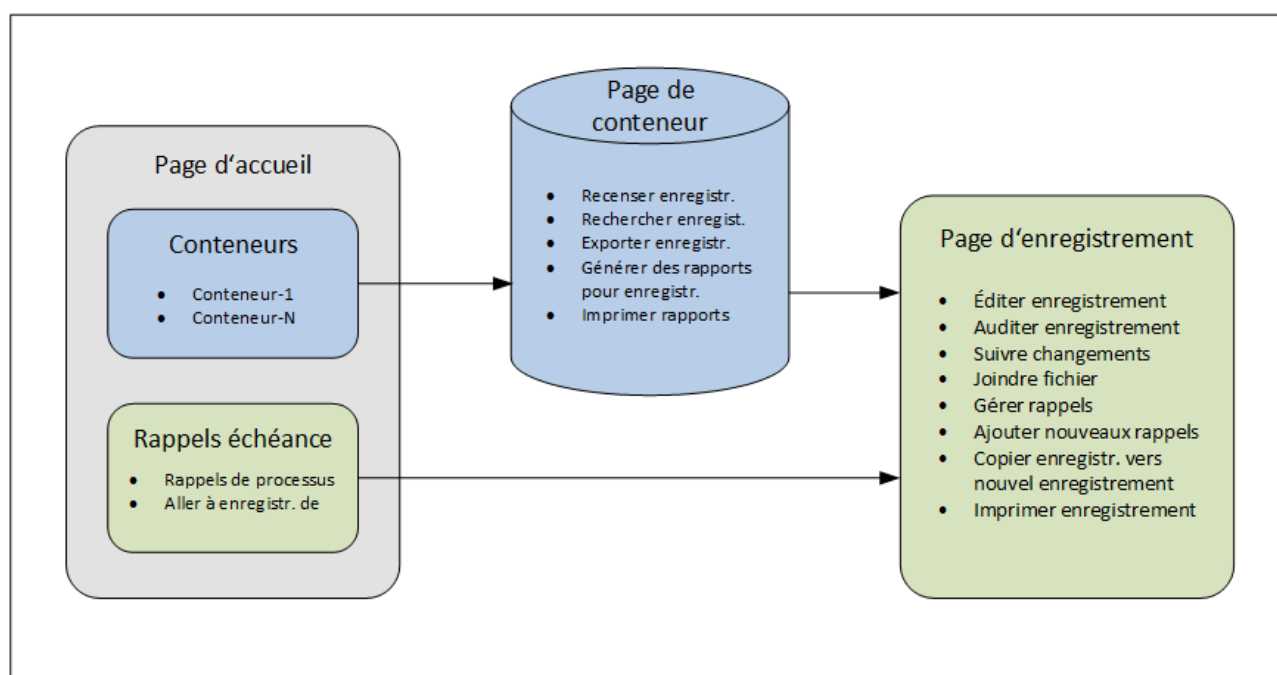 Page d‘accueil
Conteneurs
• Conteneur-1
• Conteneur-N
Rappels échéance
• Rappels de processus
• Aller à enregistr. de
Page de
conteneur
• Recenser enregistr.
• Rechercher enregist.
• Exporter enregistr.
• Générer des rapports
pour enregistr.
• Imprimer rapports
Page d‘enregistrement
• Éditer enregistrement
• Auditer enregistrement
• Suivre changements
• Joindre fichier
• Gérer rappels
• Ajouter nouveaux rappels
• Copier enregistr. vers
nouvel enregistrement
• Imprimer enregistrement